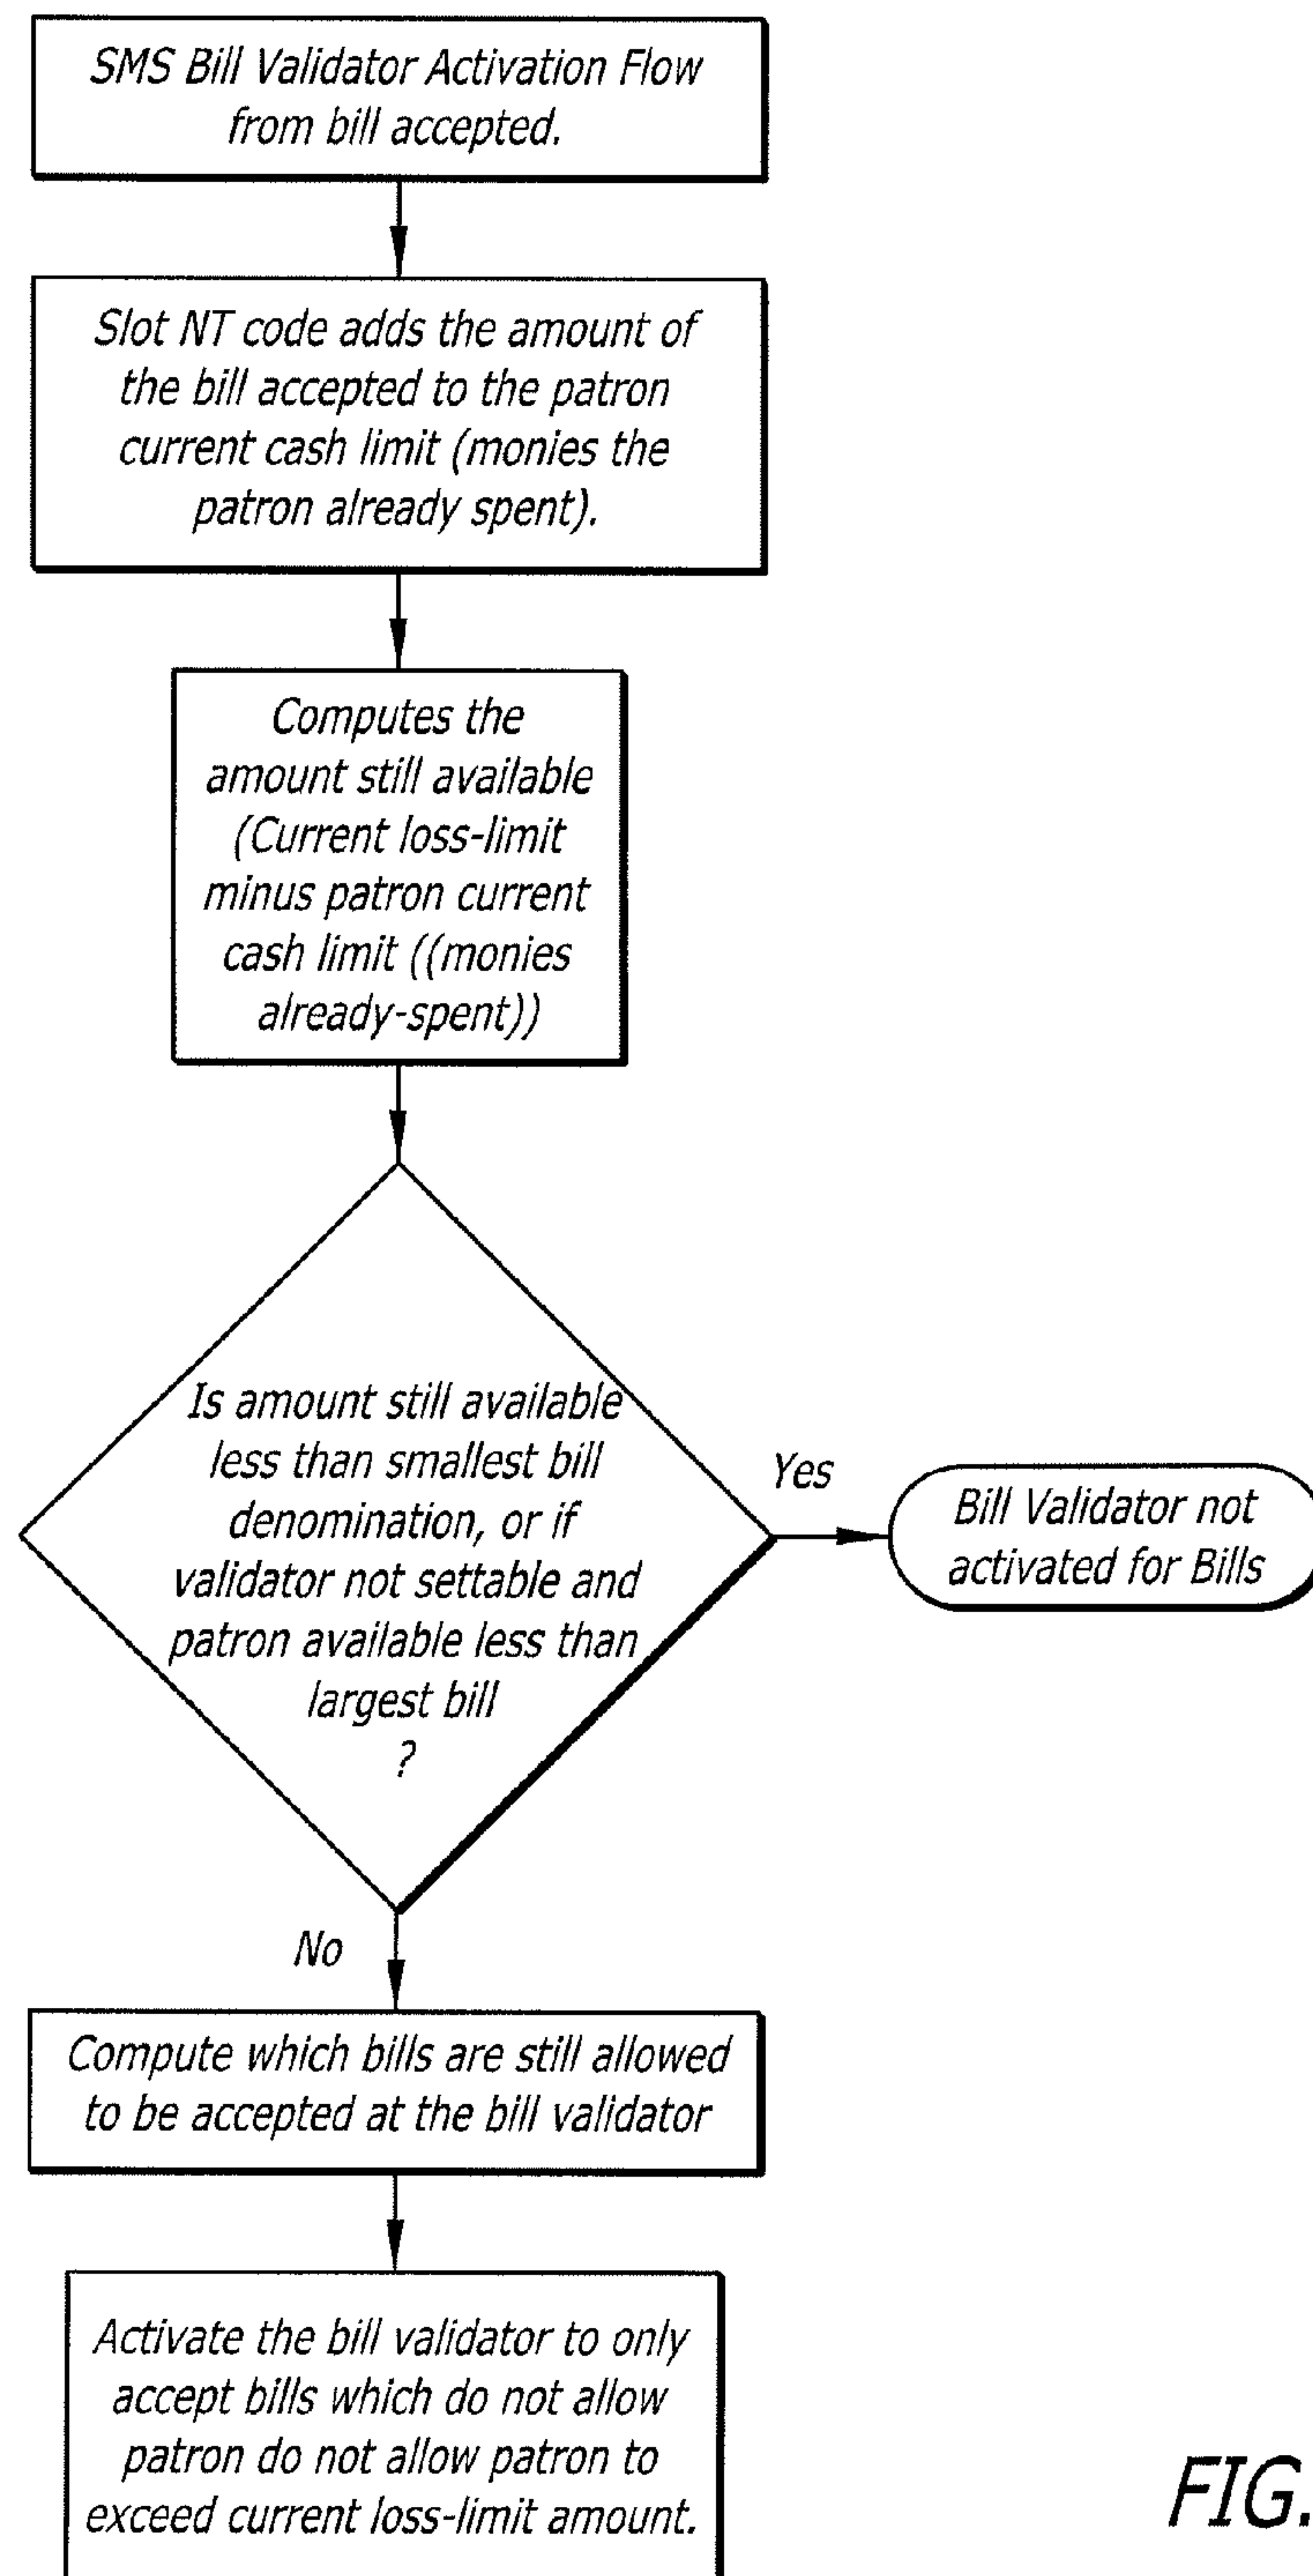 SMS Bill Validator Activation Flow
from bill accepted.
Slot NT code adds the amount of
the bill accepted to the patron
current cash limit (monies the
patron already spent).
Computes the
amount still available
(Current loss-limit
minus patron current
cash limit ((monies
already-spent))
Is amount still available
less than smallest bill
denomination, or if
validator not settable and
patron available less than
largest bill
?
Yes
Bill Validator not
activated for Bills
No
Compute which bills are still allowed
to be accepted at the bill validator
Activate the bill validator to only
accept bills which do not allow
patron do not allow patron to
exceed current loss-limit amount.
FIG.